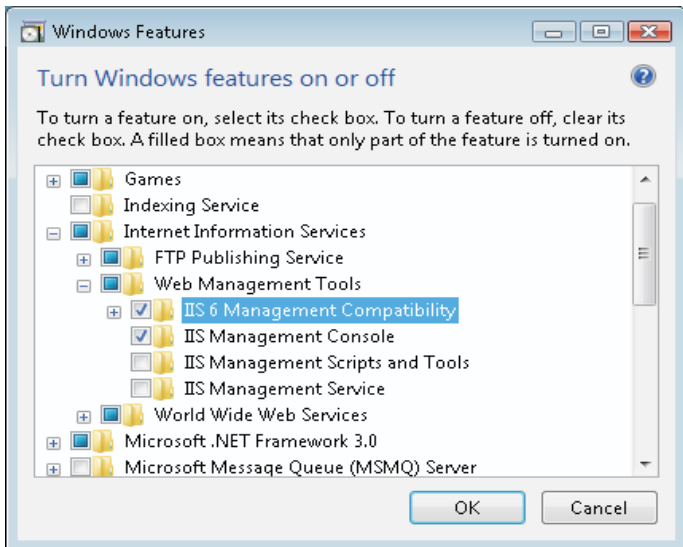 Windows Features
Turn Windows features on or off
To turn a feature on, select its check box. To turn a feature off, clear its
check box. A filled box means that only part of the feature is turned on.
Games
Indexing Service
Internet Information Services
FTP Publishing Service
Web Management Tools
IIS 6 Management Compatibility
IIS Management Console
IIS Management Scripts and Tools
IIS Management Service
World Wide Web Services
Microsoft .NET Framework 3.0
Microsoft Message Queue (MSMQ) Server
OK
Cancel